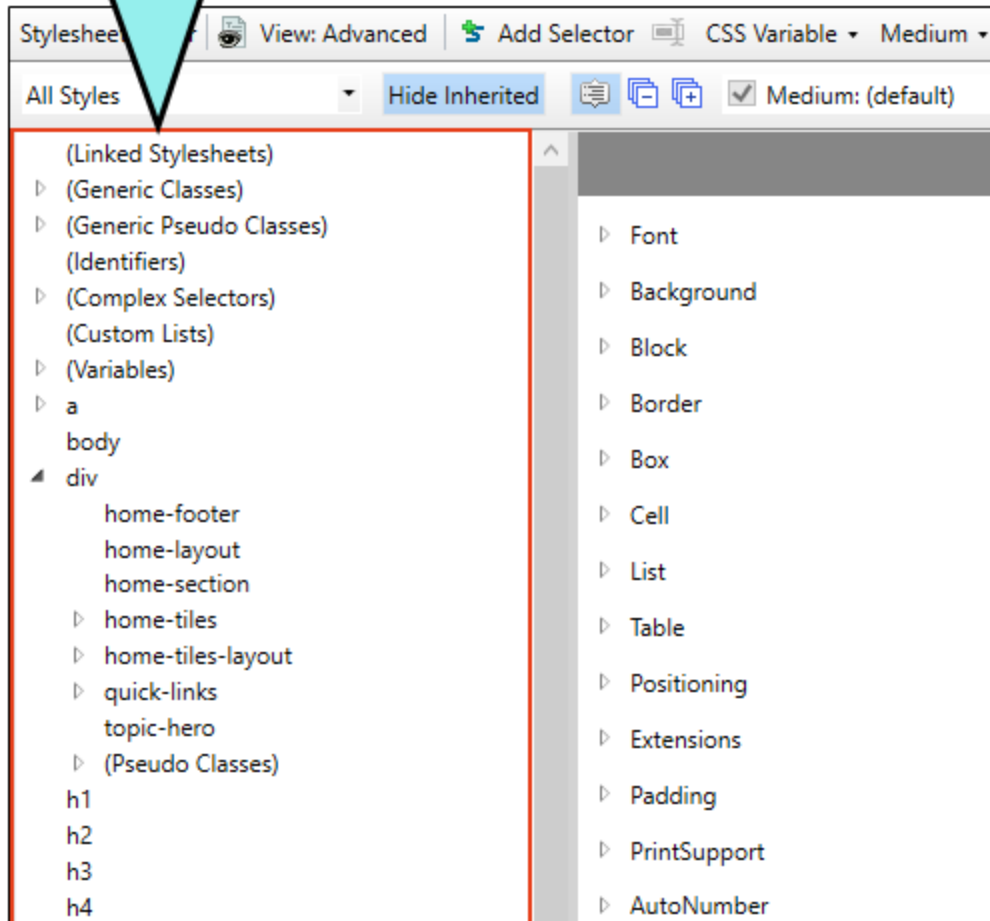 Styleshee View: Advanced Add Selector CSS Variable Medium
All Styles Hide Inherited Medium: (default)
(Linked Stylesheets)
(Generic Classes)
(Generic Pseudo Classes)
(Identifiers)
(Complex Selectors)
(Custom Lists)
(Variables)
a
body
div
home-footer
home-layout
home-section
home-tiles
home-tiles-layout
quick-links
topic-hero
(Pseudo Classes)
h1
h2
h3
h4
Font
Background
Block
Border
Box
Cell
List
Table
Positioning
Extensions
Padding
PrintSupport
AutoNumber